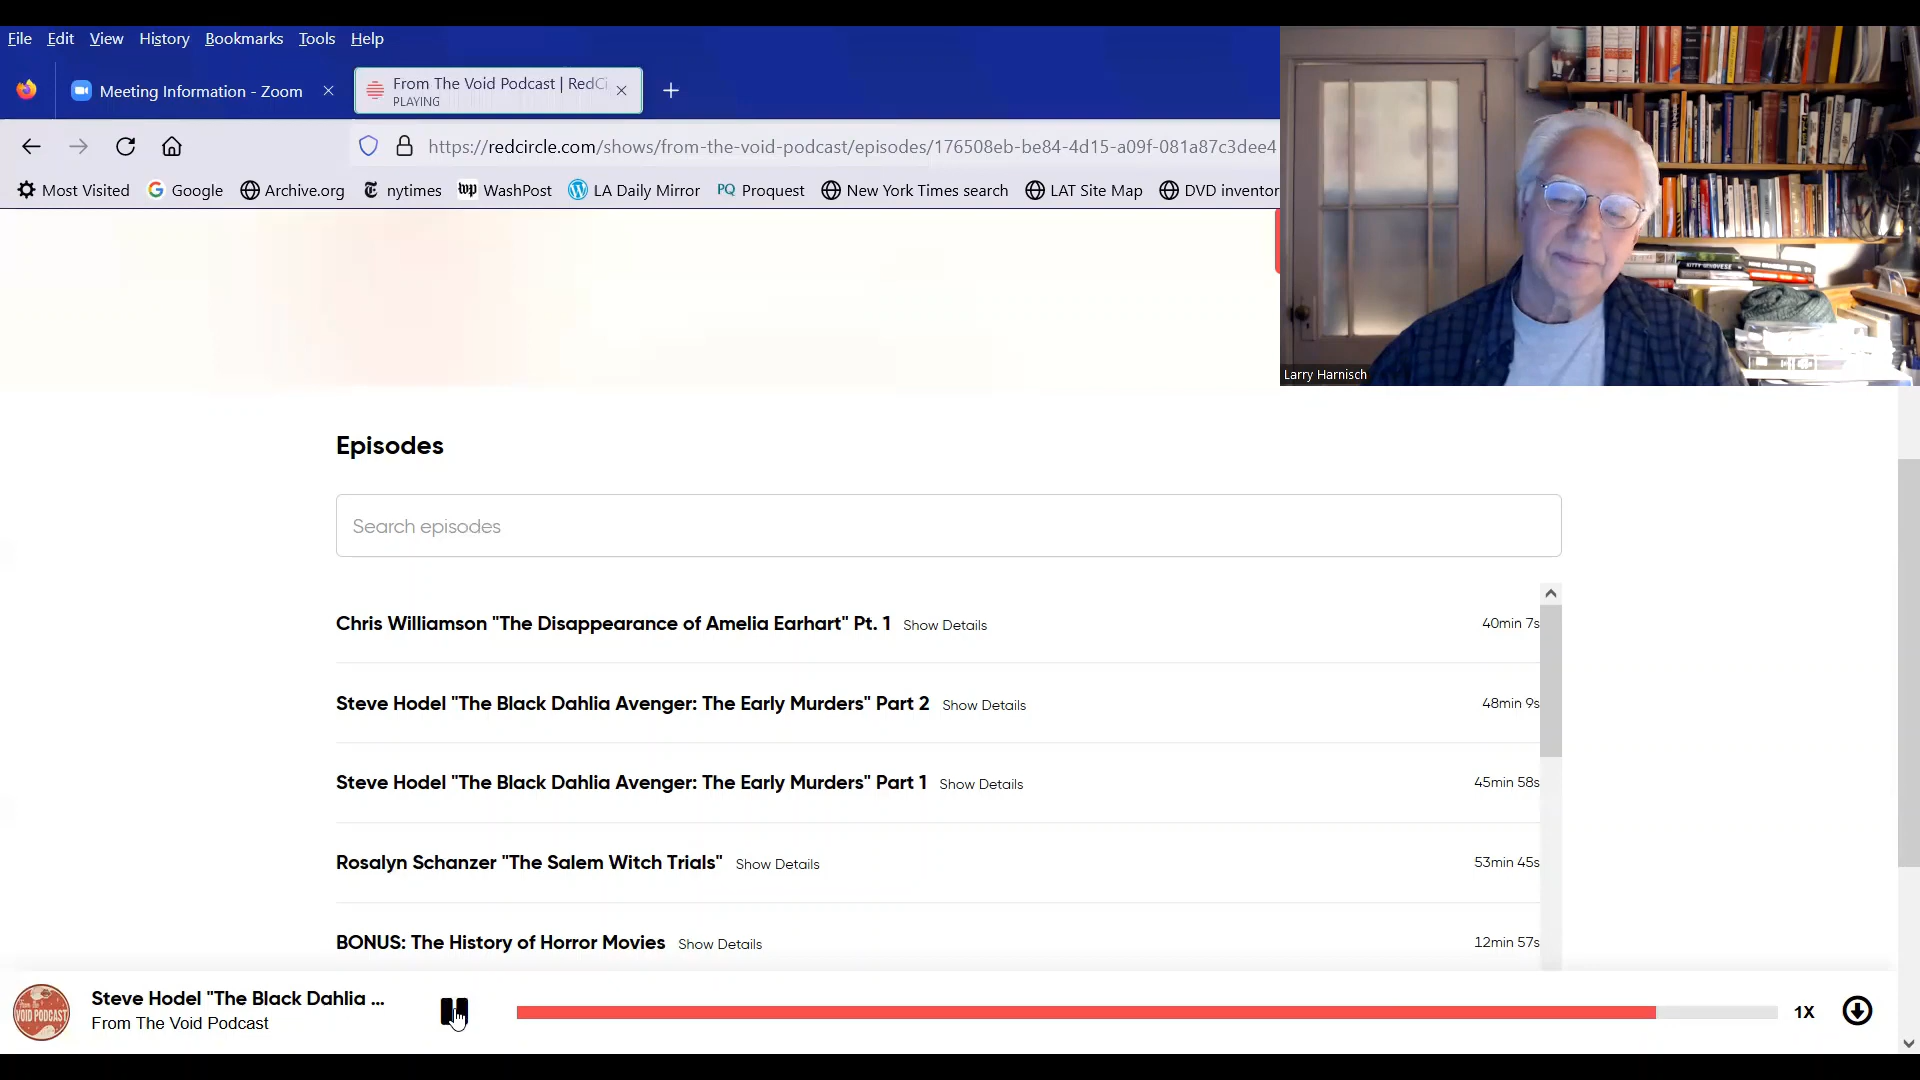 File Edit View History Bookmarks Tools Help
Meeting Information - Zoom
From The Void Podcast | RedCi
PLAYING
https://redcircle.com/shows/from-the-void-podcast/episodes/176508eb-be84-4d15-a09f-081a87c3dee4
Most Visited Google Archive.org nytimes WashPost LA Daily Mirror Proquest New York Times search LAT Site Map DVD inventor
KITTY GENOVESE
Larry Harnisch
Episodes
Search episodes
Chris Williamson "The Disappearance of Amelia Earhart" Pt. 1 Show Details 40min 7s
Steve Hodel "The Black Dahlia Avenger: The Early Murders" Part 2 Show Details 48min 9s
Steve Hodel "The Black Dahlia Avenger: The Early Murders" Part 1 Show Details 45min 58s
Rosalyn Schanzer "The Salem Witch Trials" Show Details 53min 45s
BONUS: The History of Horror Movies Show Details 12min 57s
From The
VOID PODCAST
Steve Hodel "The Black Dahlia ...
From The Void Podcast
1X